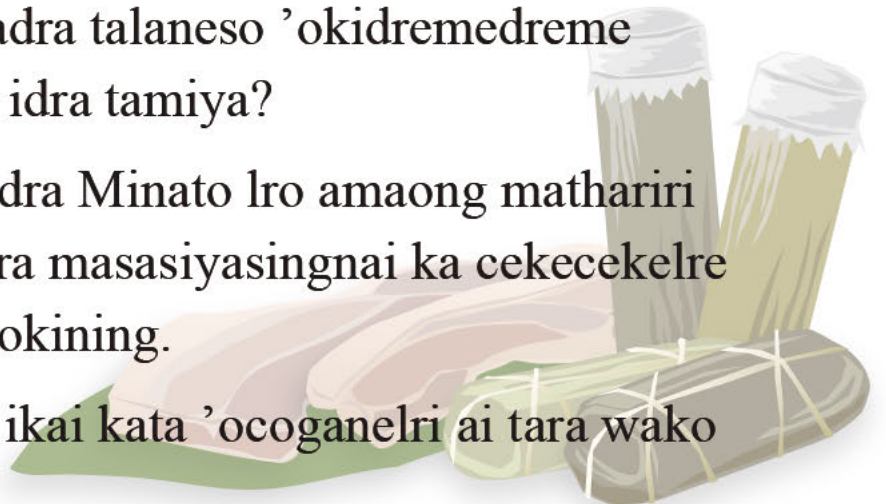 adra talaneso ’okidremedreme
idra tamiya?
dra Minato lro amaong mathariri
ra masasiyasingnai ka cekecekelre
okining.
ikai kata ’ocoganelri ai tara wako